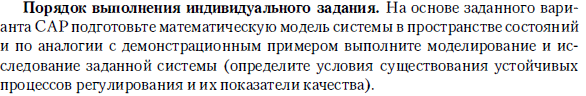 Порядок выполнения индивидуального задания. На основе заданного вари-
анта САР подготовьте математическую модель системы в пространстве состояний
и по аналогии с демонстрационным примером выполните моделирование и ис-
следование заданной системы (определите условия существования устойчивых
процессов регулирования и их показатели качества).